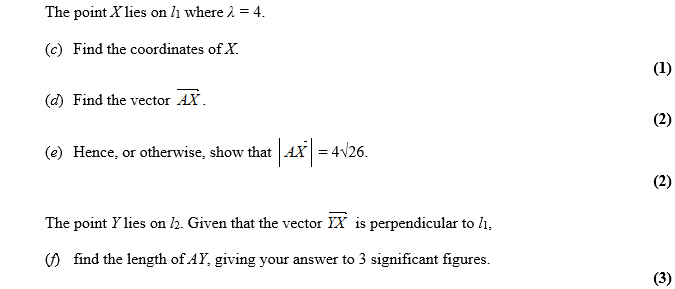 The point X lies on l1 where λ = 4.
(c) Find the coordinates of X.
(1)
(d) Find the vector AX.
(2)
(e) Hence, or otherwise, show that |AX| = 4√26.
(2)
The point Y lies on l2. Given that the vector YX is perpendicular to l1,
(f) find the length of AY, giving your answer to 3 significant figures.
(3)